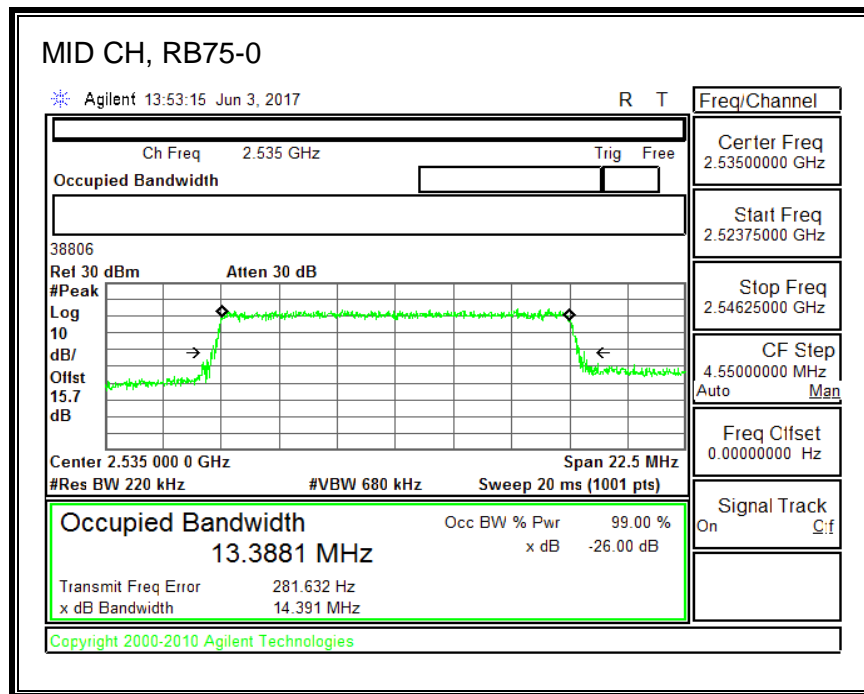 MID CH, RB75-0
Agilent 13:53:15 Jun 3, 2017 R T
Ch Freq 2.535 GHz Trig Free
Occupied Bandwidth
38806
Ref 30 dBm Atten 30 dB
#Peak
Log
10
dB/
Offst
15.7
dB
Center 2.535 000 0 GHz Span 22.5 MHz
#Res BW 220 kHz #VBW 680 kHz Sweep 20 ms (1001 pts)
Occupied Bandwidth
13.3881 MHz
Occ BW % Pwr 99.00 %
x dB -26.00 dB
Transmit Freq Error 281.632 Hz
x dB Bandwidth 14.391 MHz
Copyright 2000-2010 Agilent Technologies
Freq/Channel
Center Freq
2.53500000 GHz
Start Freq
2.52375000 GHz
Stop Freq
2.54625000 GHz
CF Step
4.55000000 MHz
Auto Man
Freq Offset
0.00000000 Hz
Signal Track
On Off